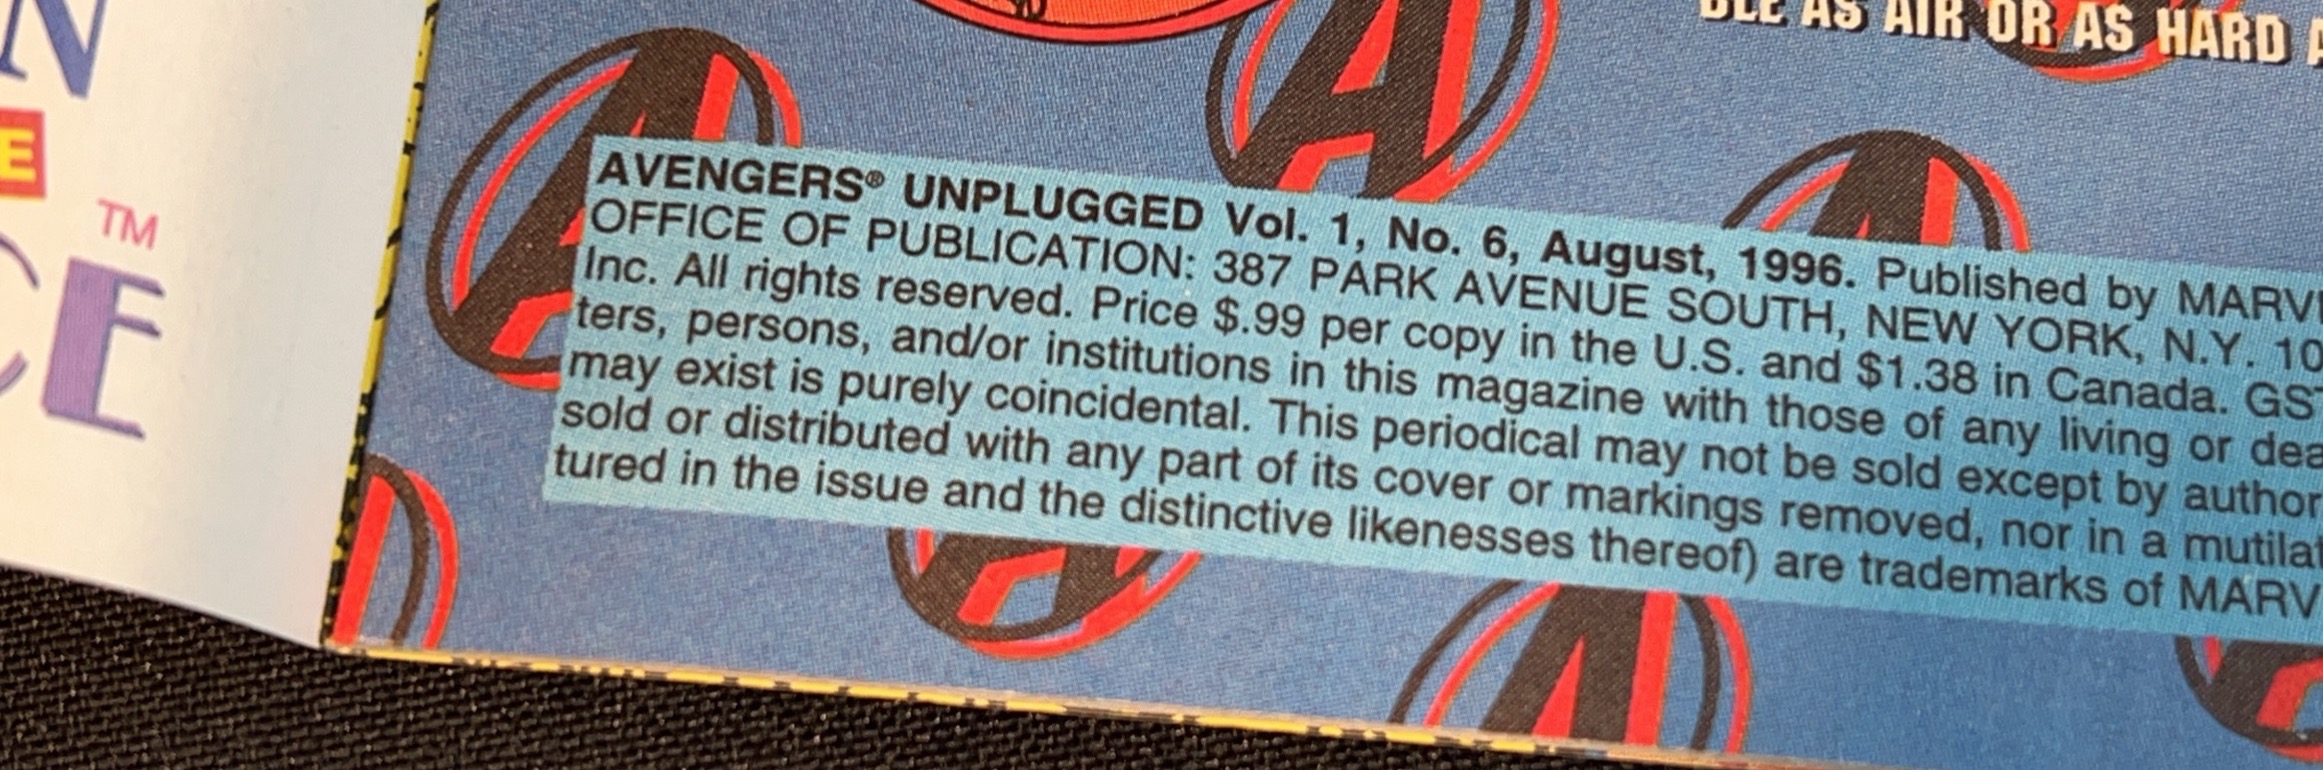 N
E
TM
CE
BLE AS AIR OR AS HARD
AVENGERS® UNPLUGGED Vol. 1, No. 6, August, 1996. Published by MARV
OFFICE OF PUBLICATION: 387 PARK AVENUE SOUTH, NEW YORK, N.Y. 10
Inc. All rights reserved. Price $.99 per copy in the U.S. and $1.38 in Canada. GS
ters, persons, and/or institutions in this magazine with those of any living or dea
may exist is purely coincidental. This periodical may not be sold except by author
sold or distributed with any part of its cover or markings removed, nor in a mutilat
tured in the issue and the distinctive likenesses thereof) are trademarks of MARV